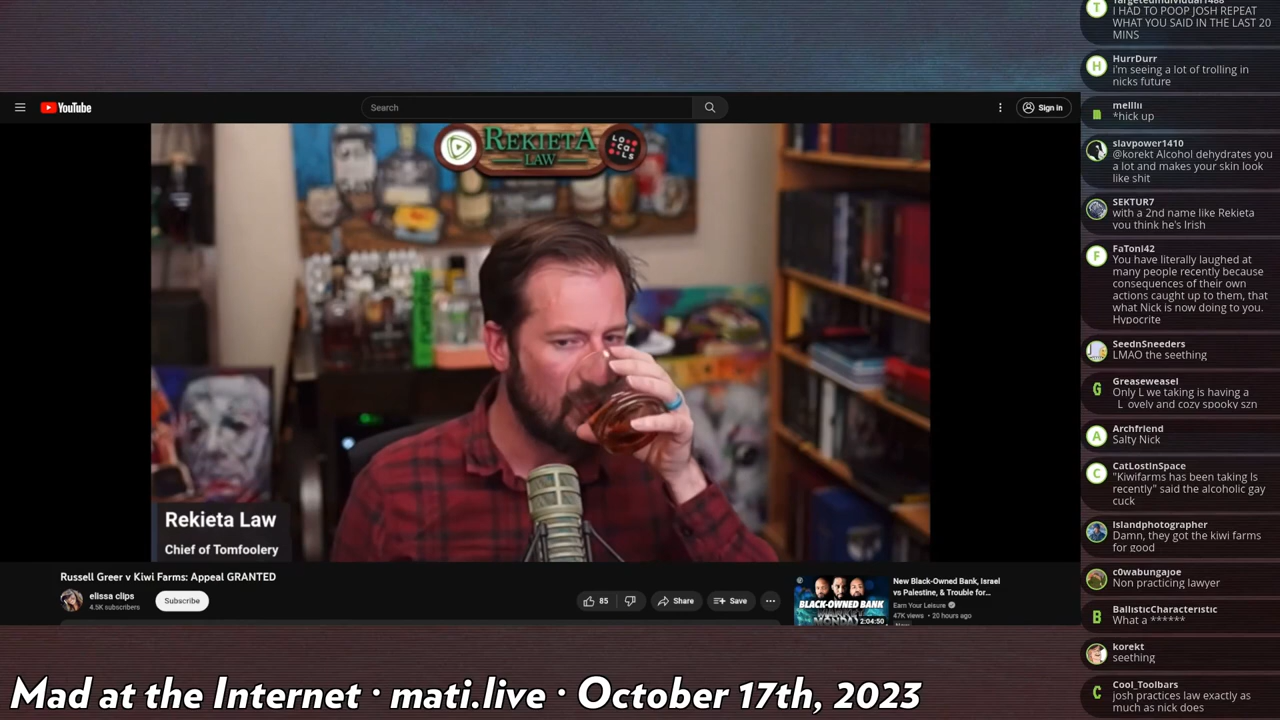 YouTube
Search
Sign in
REKIETA
LAW
LO
CA
LS
rumble
Rekieta Law
Chief of Tomfoolery
Russell Greer v Kiwi Farms: Appeal GRANTED
elissa clips
4.5K subscribers
Subscribe
85
Share
Save
BLACK-OWNED BANK
MONDAY
2:04:50
New Black-Owned Bank, Israel
vs Palestine, & Trouble for...
Earn Your Leisure
47K views • 20 hours ago
New
Mad at the Internet · mati.live · October 17th, 2023
T
TargetedIndividual1488
I HAD TO POOP JOSH REPEAT
WHAT YOU SAID IN THE LAST 20
MINS
H
HurrDurr
i'm seeing a lot of trolling in
nicks future
melllii
*hick up
slavpower1410
@korekt Alcohol dehydrates you
a lot and makes your skin look
like shit
SEKTUR7
with a 2nd name like Rekieta
you think he's Irish
F
FaToni42
You have literally laughed at
many people recently because
consequences of their own
actions caught up to them, that
what Nick is now doing to you.
Hypocrite
SeednSneeders
LMAO the seething
G
Greaseweasel
Only L we taking is having a
L ovely and cozy spooky szn
A
Archfriend
Salty Nick
C
CatLostInSpace
"Kiwifarms has been taking ls
recently" said the alcoholic gay
cuck
Islandphotographer
Damn, they got the kiwi farms
for good
c0wabungajoe
Non practicing lawyer
B
BallisticCharacteristic
What a ******
korekt
seething
C
Cool_Toolbars
josh practices law exactly as
much as nick does